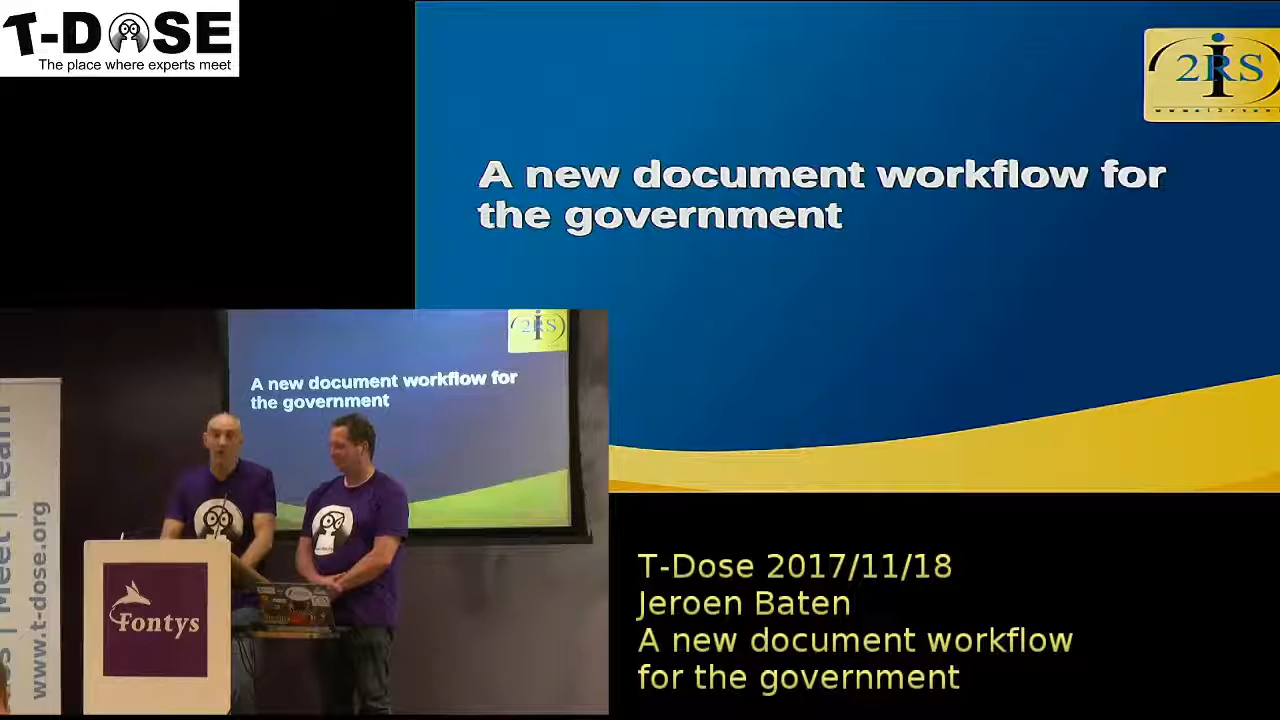 T-DOSE
The place where experts meet
2RS
A new document workflow for
the government
2RS
A new document workflow for
the government
Meet | Learn
www.t-dose.org
Fontys
T-Dose 2017/11/18
Jeroen Baten
A new document workflow
for the government